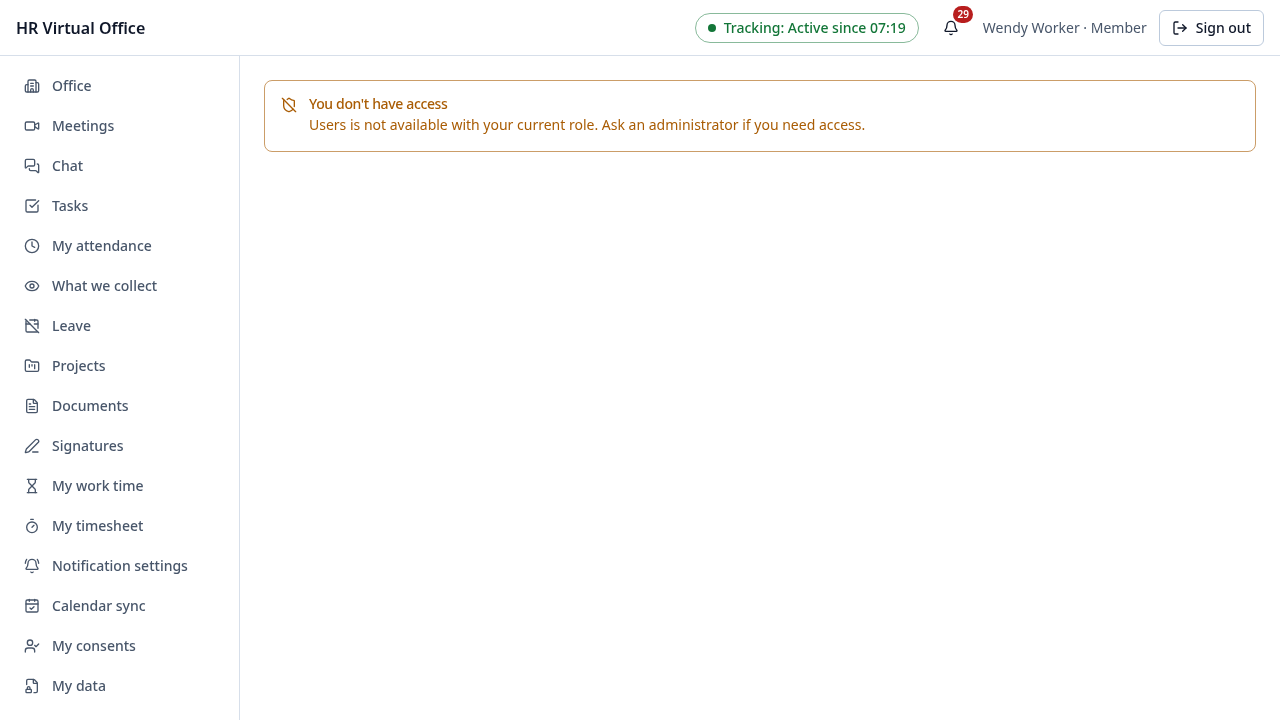 HR Virtual Office
Tracking: Active since 07:19
29
Wendy Worker · Member
Sign out
Office
Meetings
Chat
Tasks
My attendance
What we collect
Leave
Projects
Documents
Signatures
My work time
My timesheet
Notification settings
Calendar sync
My consents
My data
You don't have access
Users is not available with your current role. Ask an administrator if you need access.